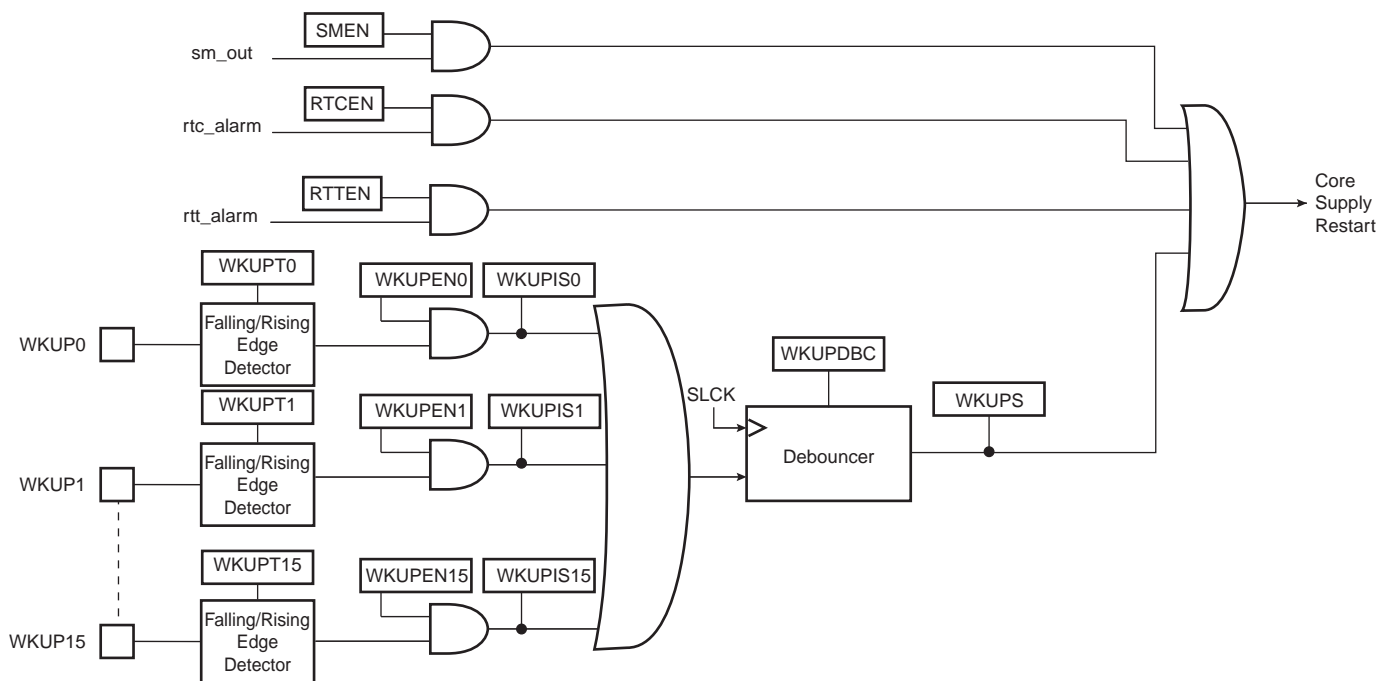 SMEN
sm_out
RTCEN
rtc_alarm
RTTEN
rtt_alarm
Core
Supply
Restart
WKUPT0
WKUPEN0
WKUPIS0
Falling/Rising
Edge
Detector
WKUP0
WKUPDBC
WKUPT1
WKUPEN1
WKUPIS1
SLCK
WKUPS
Falling/Rising
Edge
Detector
Debouncer
WKUP1
WKUPT15
WKUPEN15
WKUPIS15
Falling/Rising
Edge
Detector
WKUP15